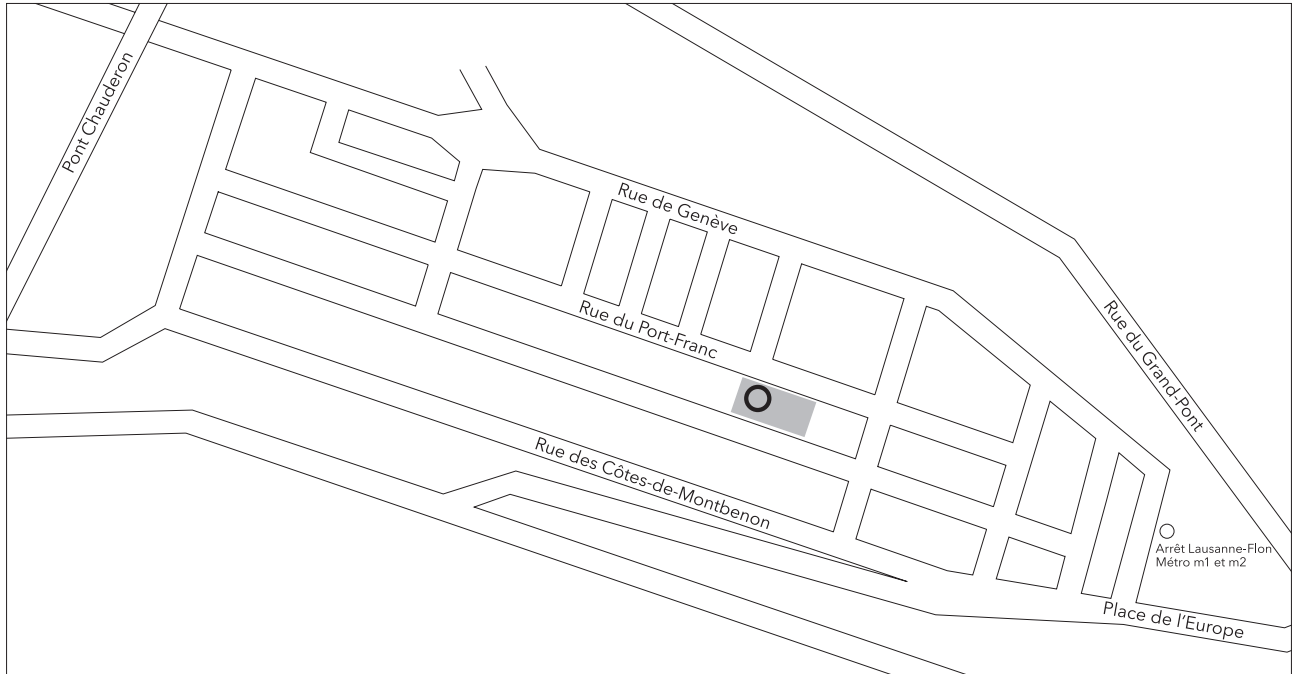 Pont Chauderon
Rue de Genève
Rue du Port-Franc
Rue du Grand-Pont
Rue des Côtes-de-Montbenon
Arrêt Lausanne-Flon
Métro m1 et m2
Place de l'Europe